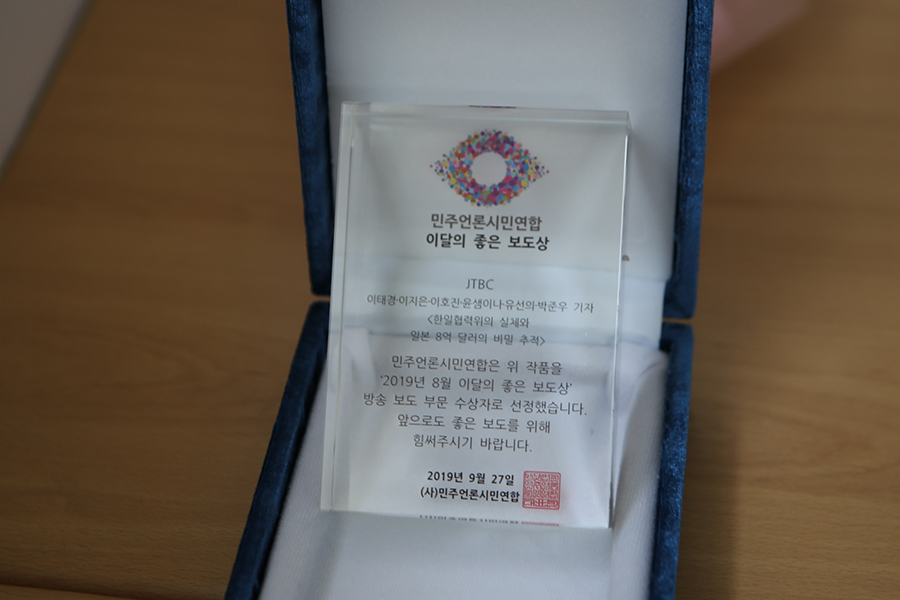 민주언론시민연합
이달의 좋은 보도상
JTBC
이태경·이지은·이호진·윤샘이나·유선의·박준우 기자
<한일협력위의 실체와
일본 8억 달러의 비밀 추적>
민주언론시민연합은 위 작품을
'2019년 8월 이달의 좋은 보도상'
방송 보도 부문 수상자로 선정했습니다.
앞으로도 좋은 보도를 위해
힘써주시기 바랍니다.
2019년 9월 27일
(사)민주언론시민연합